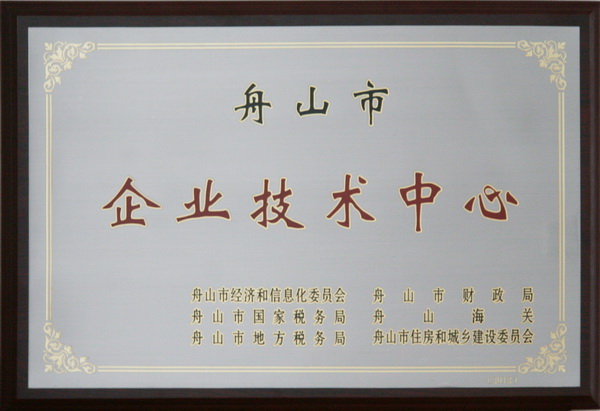 舟山市
企业技术中心
舟山市经济和信息化委员会 舟山市财政局
舟山市国家税务局 舟山海关
舟山市地方税务局 舟山市住房和城乡建设委员会